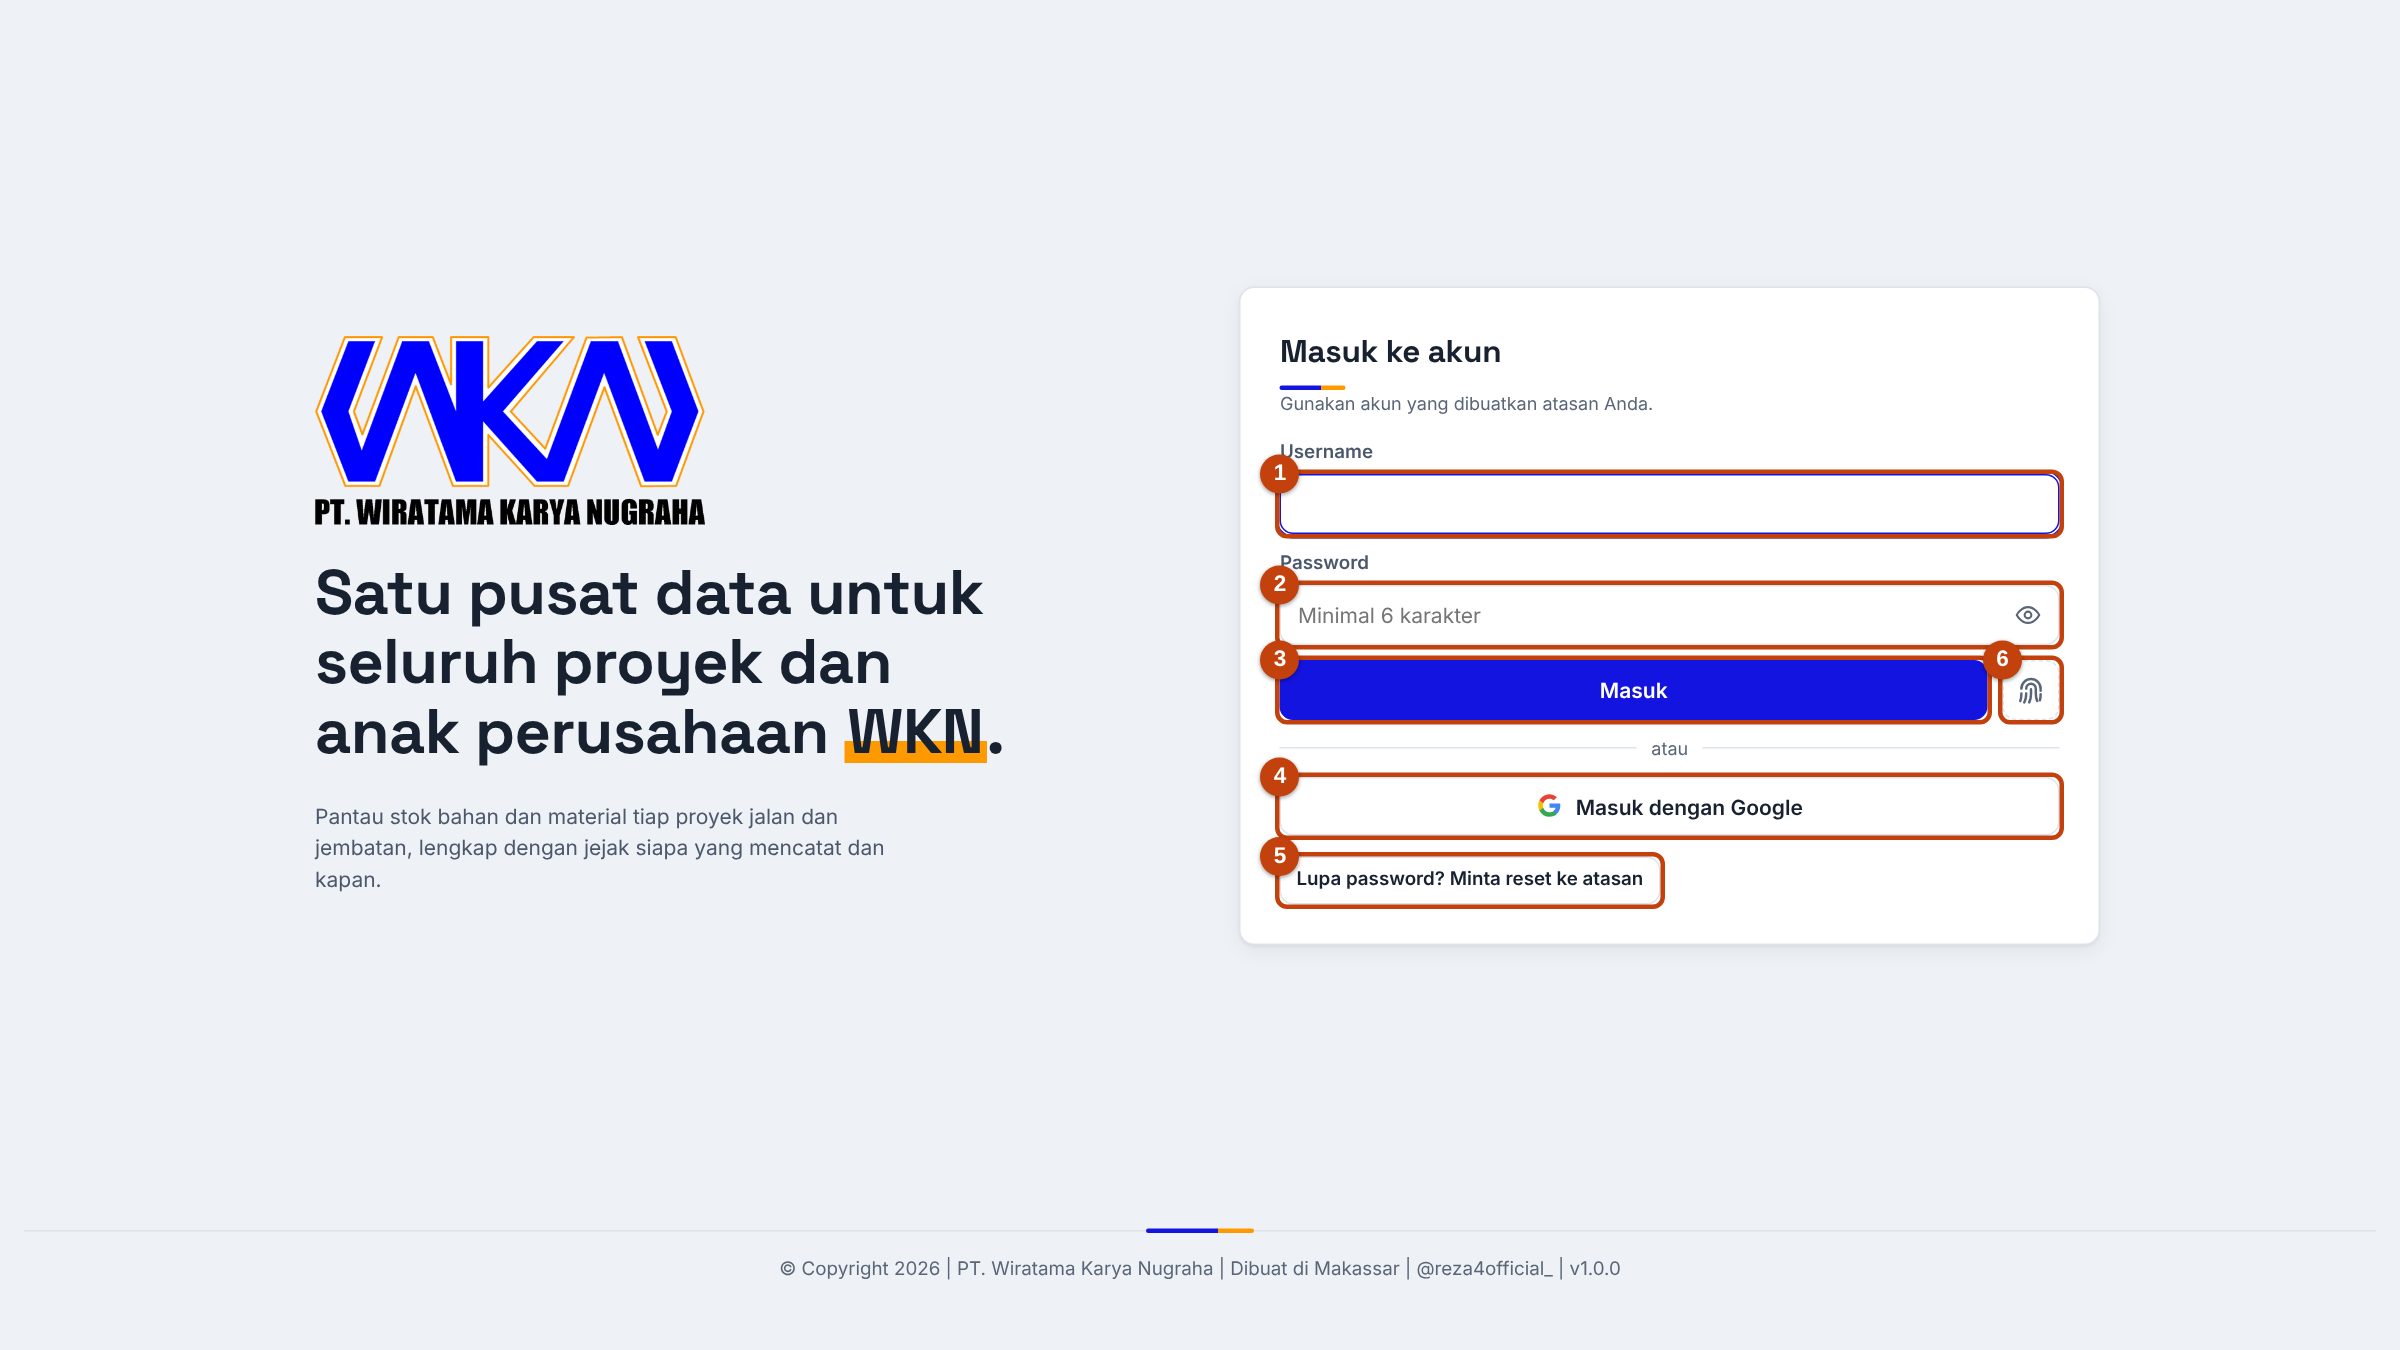 WKN
PT. WIRATAMA KARYA NUGRAHA
Satu pusat data untuk
seluruh proyek dan
anak perusahaan WKN.
Pantau stok bahan dan material tiap proyek jalan dan
jembatan, lengkap dengan jejak siapa yang mencatat dan
kapan.
Masuk ke akun
Gunakan akun yang dibuatkan atasan Anda.
Username
1
Password
2
Minimal 6 karakter
3
Masuk
6
atau
4
Masuk dengan Google
5
Lupa password? Minta reset ke atasan
© Copyright 2026 | PT. Wiratama Karya Nugraha | Dibuat di Makassar | @reza4official_ | v1.0.0